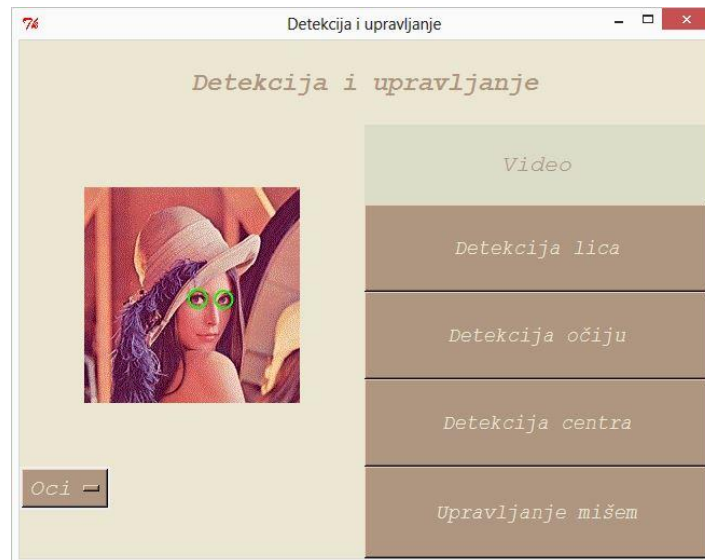 Detekcija i upravljanje
Detekcija i upravljanje
Video
Detekcija lica
Detekcija očiju
Detekcija centra
Upravljanje mišem
Oci